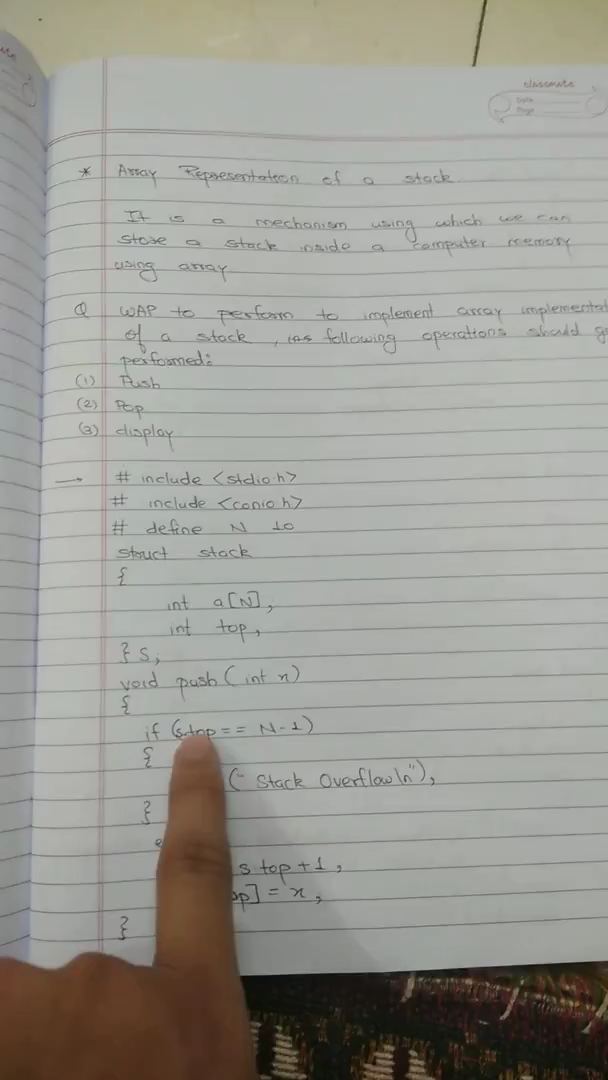 classmate
Date
Page
* Array Representation of a stack
It is a mechanism using which we can
store a stack inside a computer memory
using array
Q WAP to perform to implement array implementat
of a stack, following operations should
performed:
(1) Push
(2) Pop
(3) display
→ # include <stdio.h>
# include <conio.h>
# define N 10
struct stack
{
int a[N];
int top;
} s;
void push (int x)
{
if (s.top == N-1)
{
(" Stack Overflow\n");
}
e
s.top + 1;
op] = x;
}